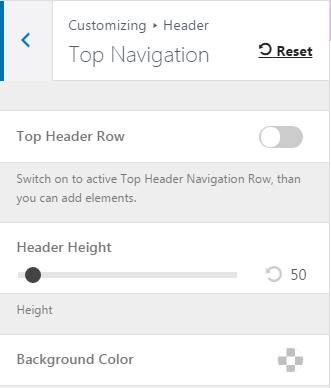 Customizing ▸ Header
Top Navigation
Reset
Top Header Row
Switch on to active Top Header Navigation Row, than
you can add elements.
Header Height
50
Height
Background Color